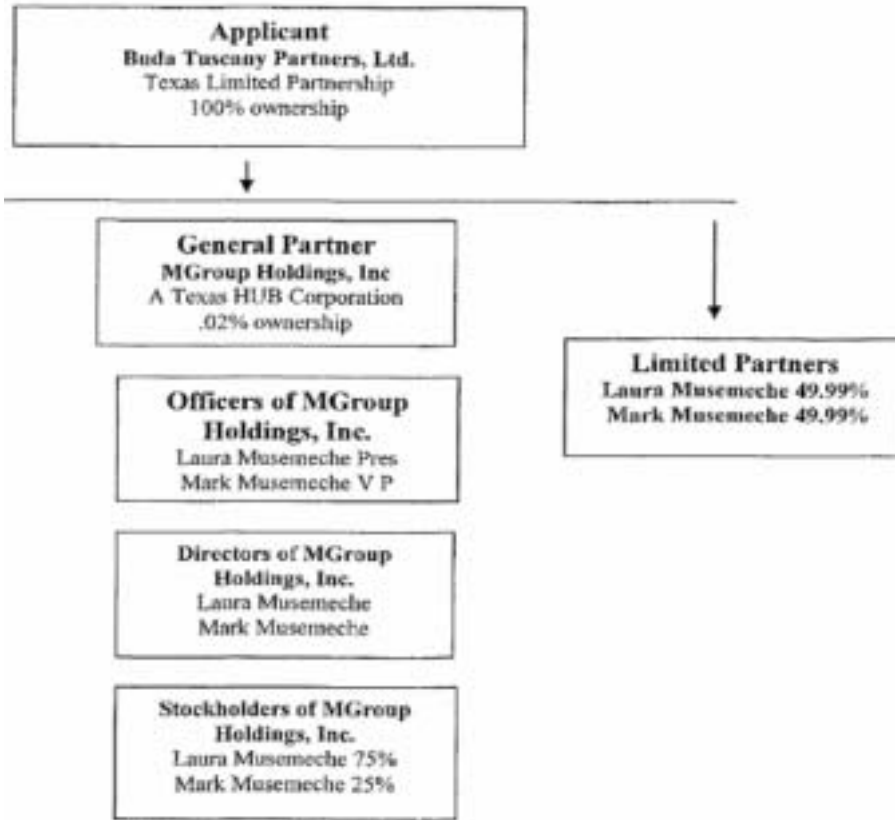 Applicant
Buda Tuscany Partners, Ltd.
Texas Limited Partnership
100% ownership
General Partner
MGroup Holdings, Inc
A Texas HUB Corporation
.02% ownership
Limited Partners
Laura Musemeche 49.99%
Mark Musemeche 49.99%
Officers of MGroup
Holdings, Inc.
Laura Musemeche Pres
Mark Musemeche V P
Directors of MGroup
Holdings, Inc.
Laura Musemeche
Mark Musemeche
Stockholders of MGroup
Holdings, Inc.
Laura Musemeche 75%
Mark Musemeche 25%